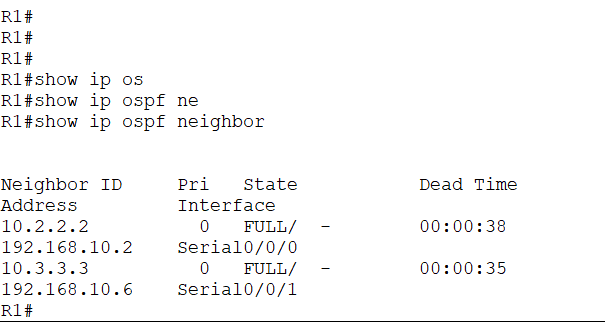 R1#
R1#
R1#
R1#show ip os
R1#show ip ospf ne
R1#show ip ospf neighbor
Neighbor ID     Pri   State           Dead Time
Address         Interface
10.2.2.2          0   FULL/  -        00:00:38
192.168.10.2    Serial0/0/0
10.3.3.3          0   FULL/  -        00:00:35
192.168.10.6    Serial0/0/1
R1#